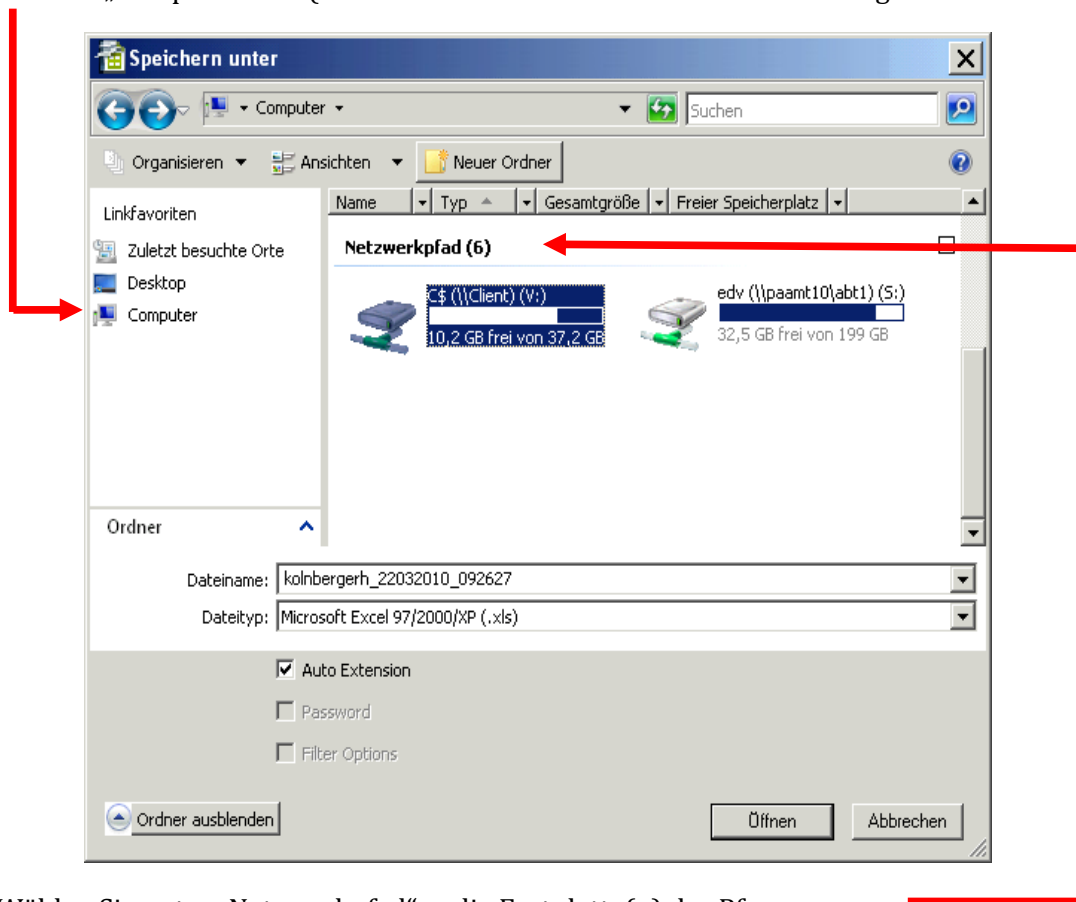 Speichern unter
Computer
Suchen
Organisieren Ansichten Neuer Ordner
Name Typ Gesamtgröße Freier Speicherplatz
Linkfavoriten
Zuletzt besuchte Orte
Desktop
Computer
Netzwerkpfad (6)
C$ (\\Client) (V:)
10,2 GB frei von 37,2 GB
edv (\\paamt10\abt1) (S:)
32,5 GB frei von 199 GB
Ordner
Dateiname: kolnbergerh_22032010_092627
Dateityp: Microsoft Excel 97/2000/XP (.xls)
Auto Extension
Password
Filter Options
Ordner ausblenden
Öffnen Abbrechen